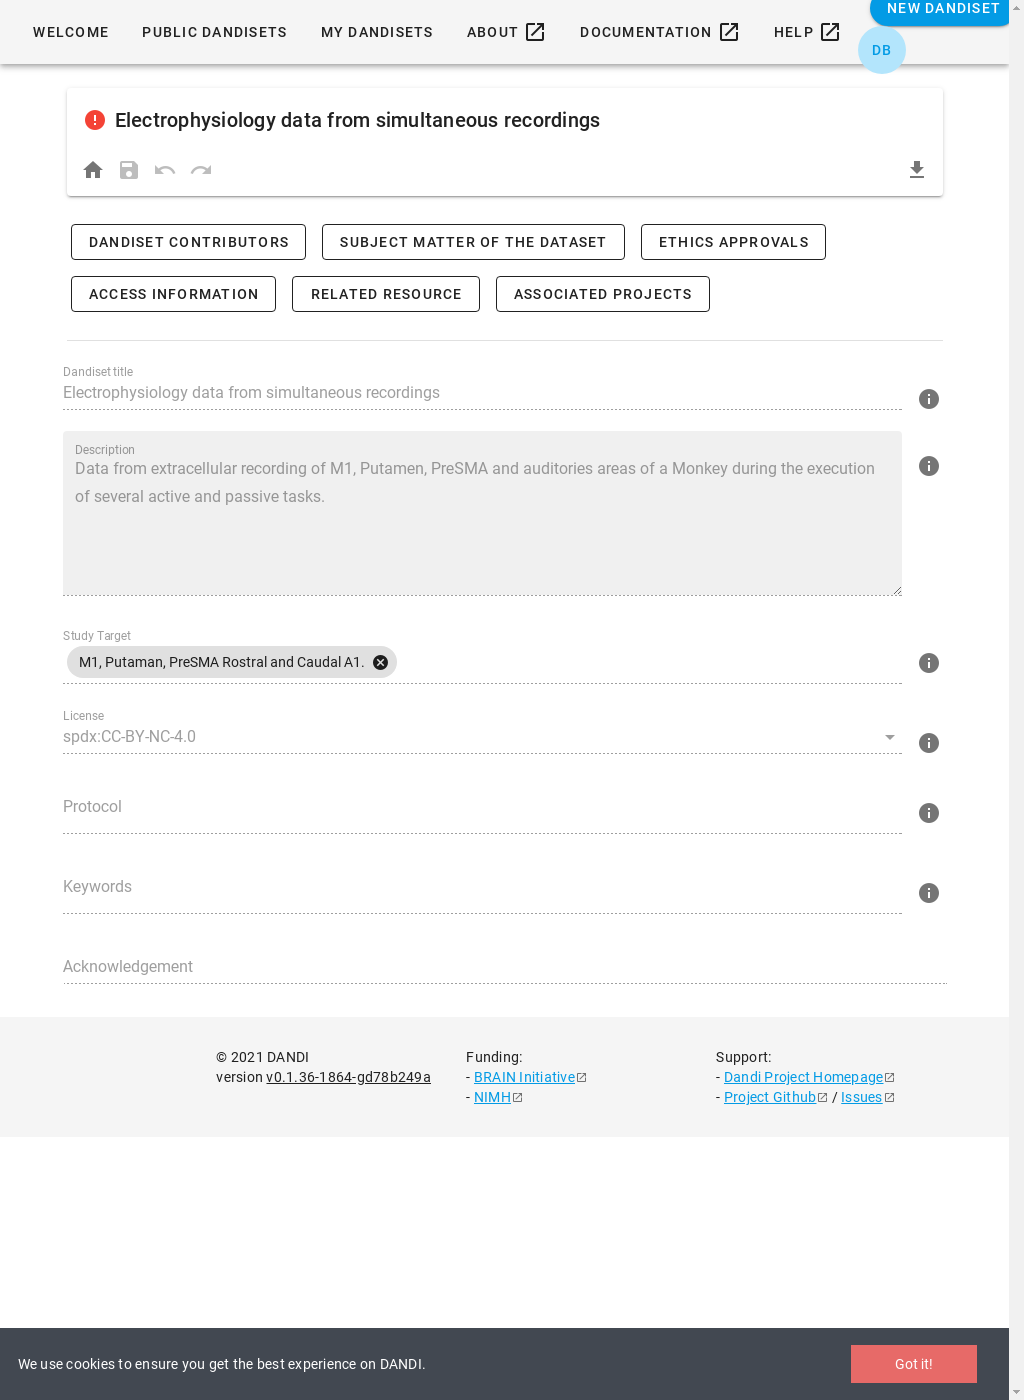 WELCOME PUBLIC DANDISETS MY DANDISETS ABOUT DOCUMENTATION HELP NEW DANDISET
DB
Electrophysiology data from simultaneous recordings
DANDISET CONTRIBUTORS SUBJECT MATTER OF THE DATASET ETHICS APPROVALS
ACCESS INFORMATION RELATED RESOURCE ASSOCIATED PROJECTS
Dandiset title
Electrophysiology data from simultaneous recordings
Description
Data from extracellular recording of M1, Putamen, PreSMA and auditories areas of a Monkey during the execution
of several active and passive tasks.
Study Target
M1, Putaman, PreSMA Rostral and Caudal A1.
License
spdx:CC-BY-NC-4.0
Protocol
Keywords
Acknowledgement
© 2021 DANDI
version v0.1.36-1864-gd78b249a
Funding:
- BRAIN Initiative
- NIMH
Support:
- Dandi Project Homepage
- Project Github / Issues
We use cookies to ensure you get the best experience on DANDI.
Got it!